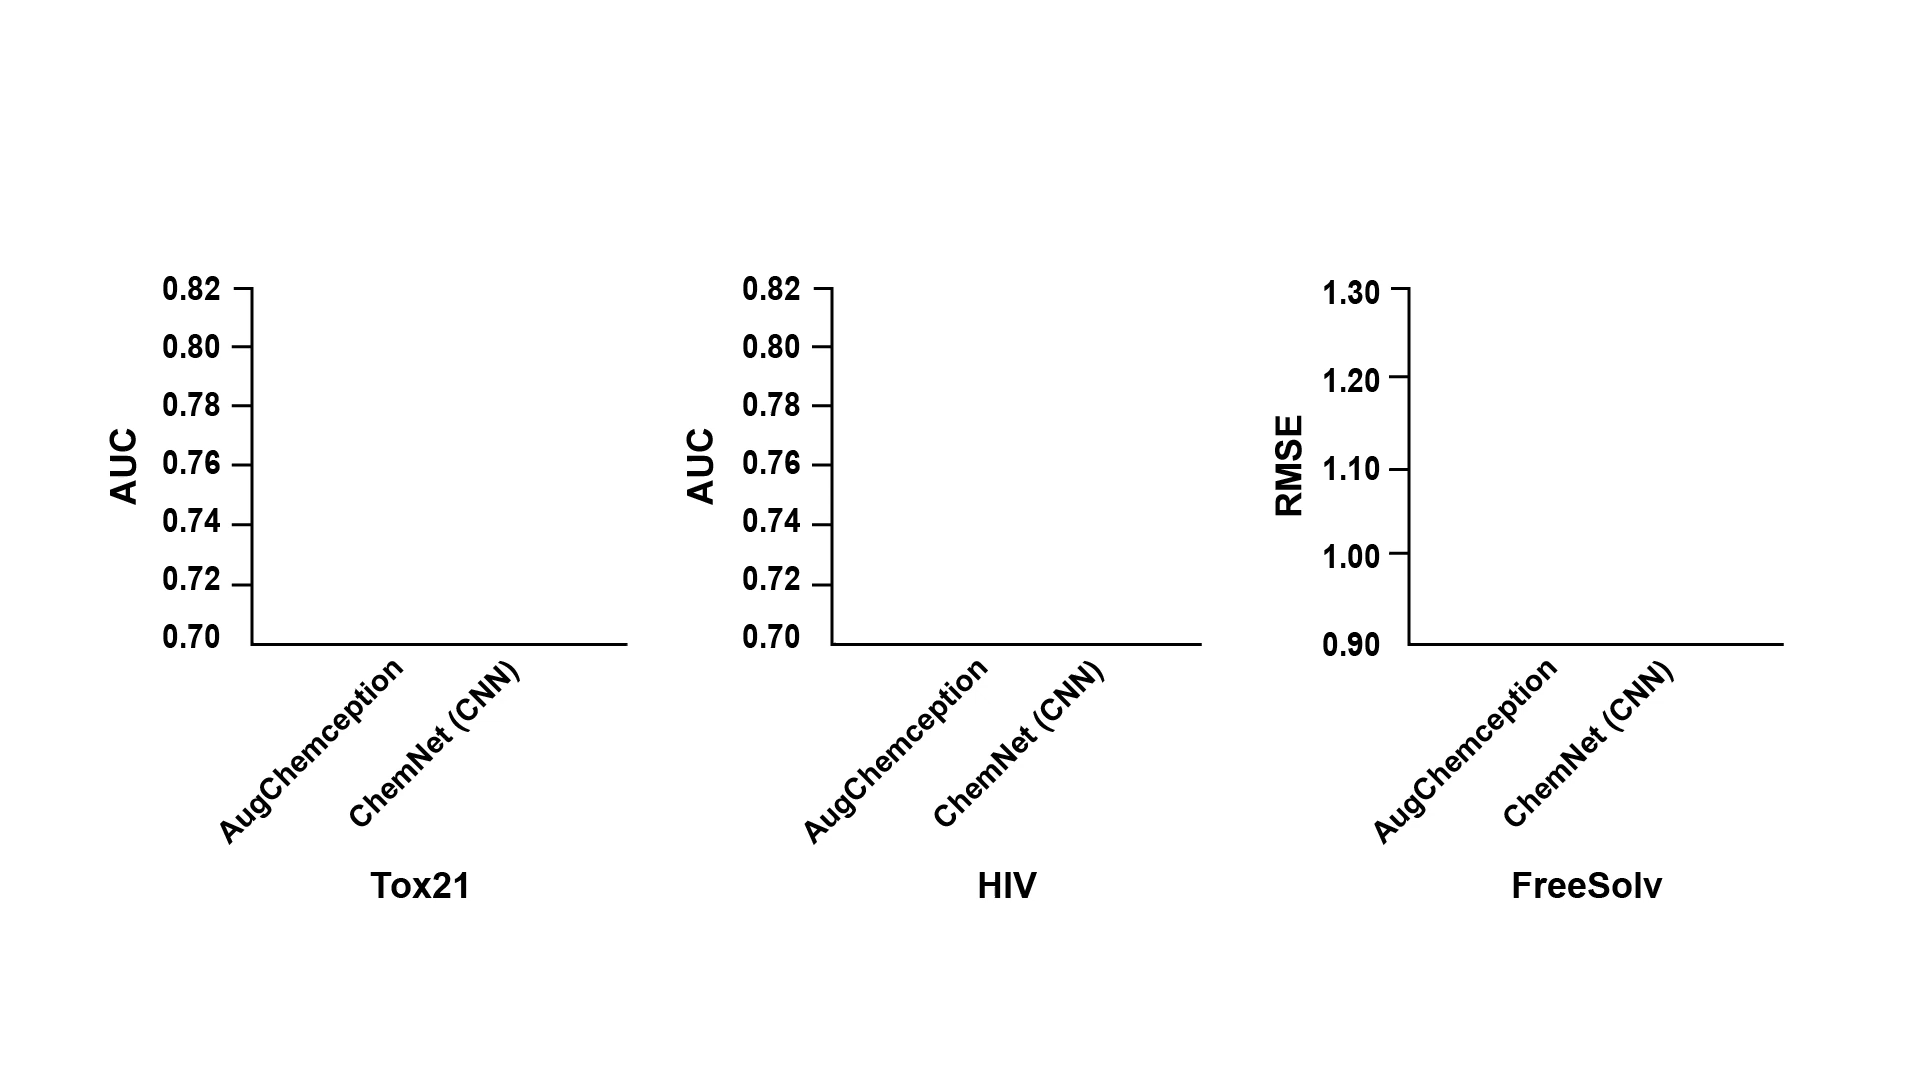 AUC
0.82
0.80
0.78
0.76
0.74
0.72
0.70
AugChemception
ChemNet (CNN)
Tox21
AUC
0.82
0.80
0.78
0.76
0.74
0.72
0.70
AugChemception
ChemNet (CNN)
HIV
RMSE
1.30
1.20
1.10
1.00
0.90
AugChemception
ChemNet (CNN)
FreeSolv